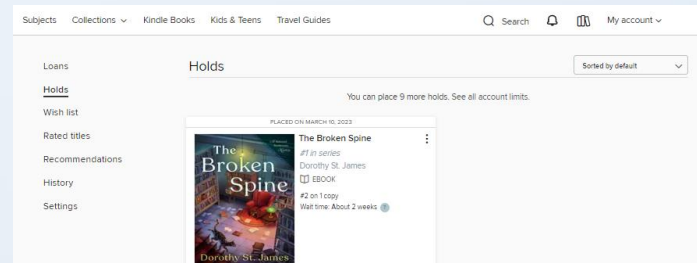 Subjects Collections Kindle Books Kids & Teens Travel Guides Search My account
Loans
Holds
Wish list
Rated titles
Recommendations
History
Settings
Holds
Sorted by default
You can place 9 more holds. See all account limits.
PLACED ON MARCH 10, 2023
The
Broken
Spine
Dorothy St. James
The Broken Spine
#1 in series
Dorothy St. James
EBOOK
#2 on 1 copy
Wait time: About 2 weeks